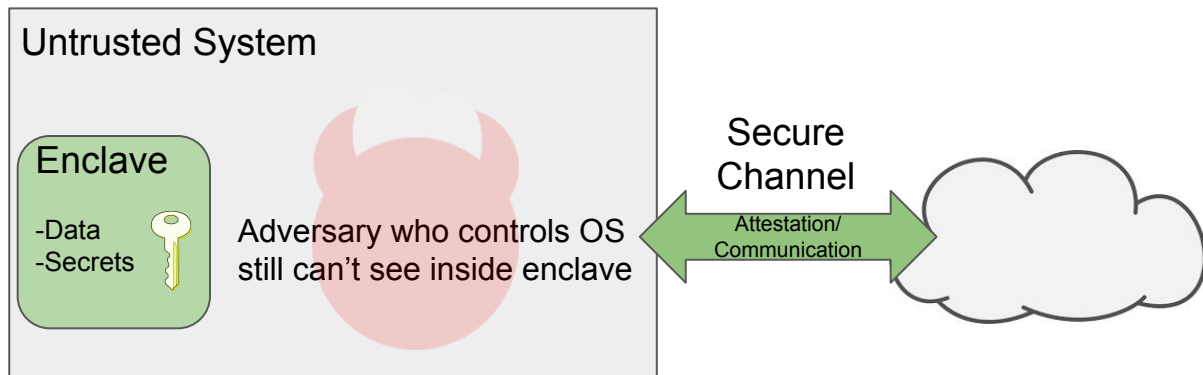 Untrusted System
Enclave
-Data
-Secrets
Adversary who controls OS
still can’t see inside enclave
Secure
Channel
Attestation/
Communication